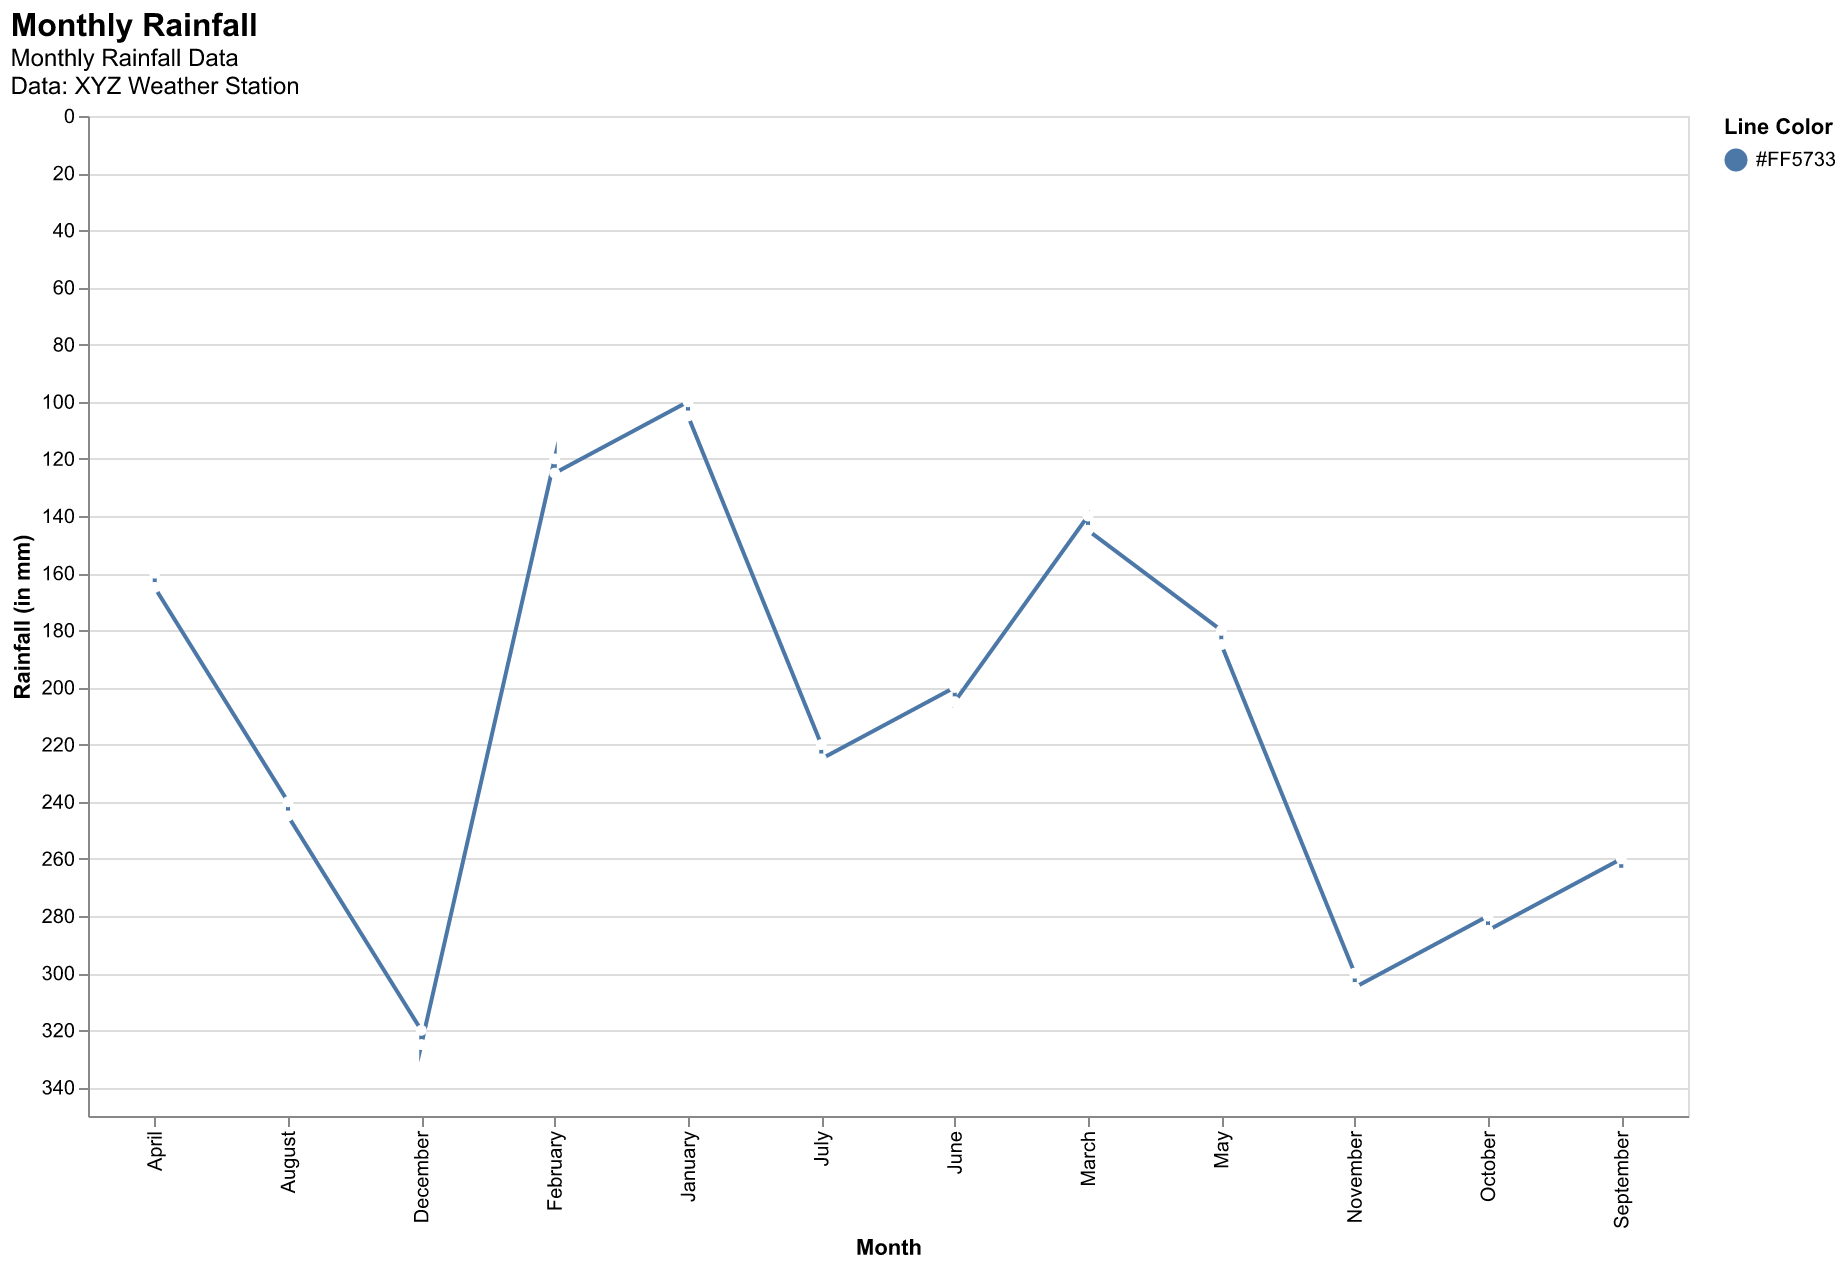 Monthly Rainfall
Monthly Rainfall Data
Data: XYZ Weather Station
0
20
40
60
80
100
120
140
160
180
200
220
240
260
280
300
320
340
Rainfall (in mm)
April
August
December
February
January
July
June
March
May
November
October
September
Month
Line Color
#FF5733